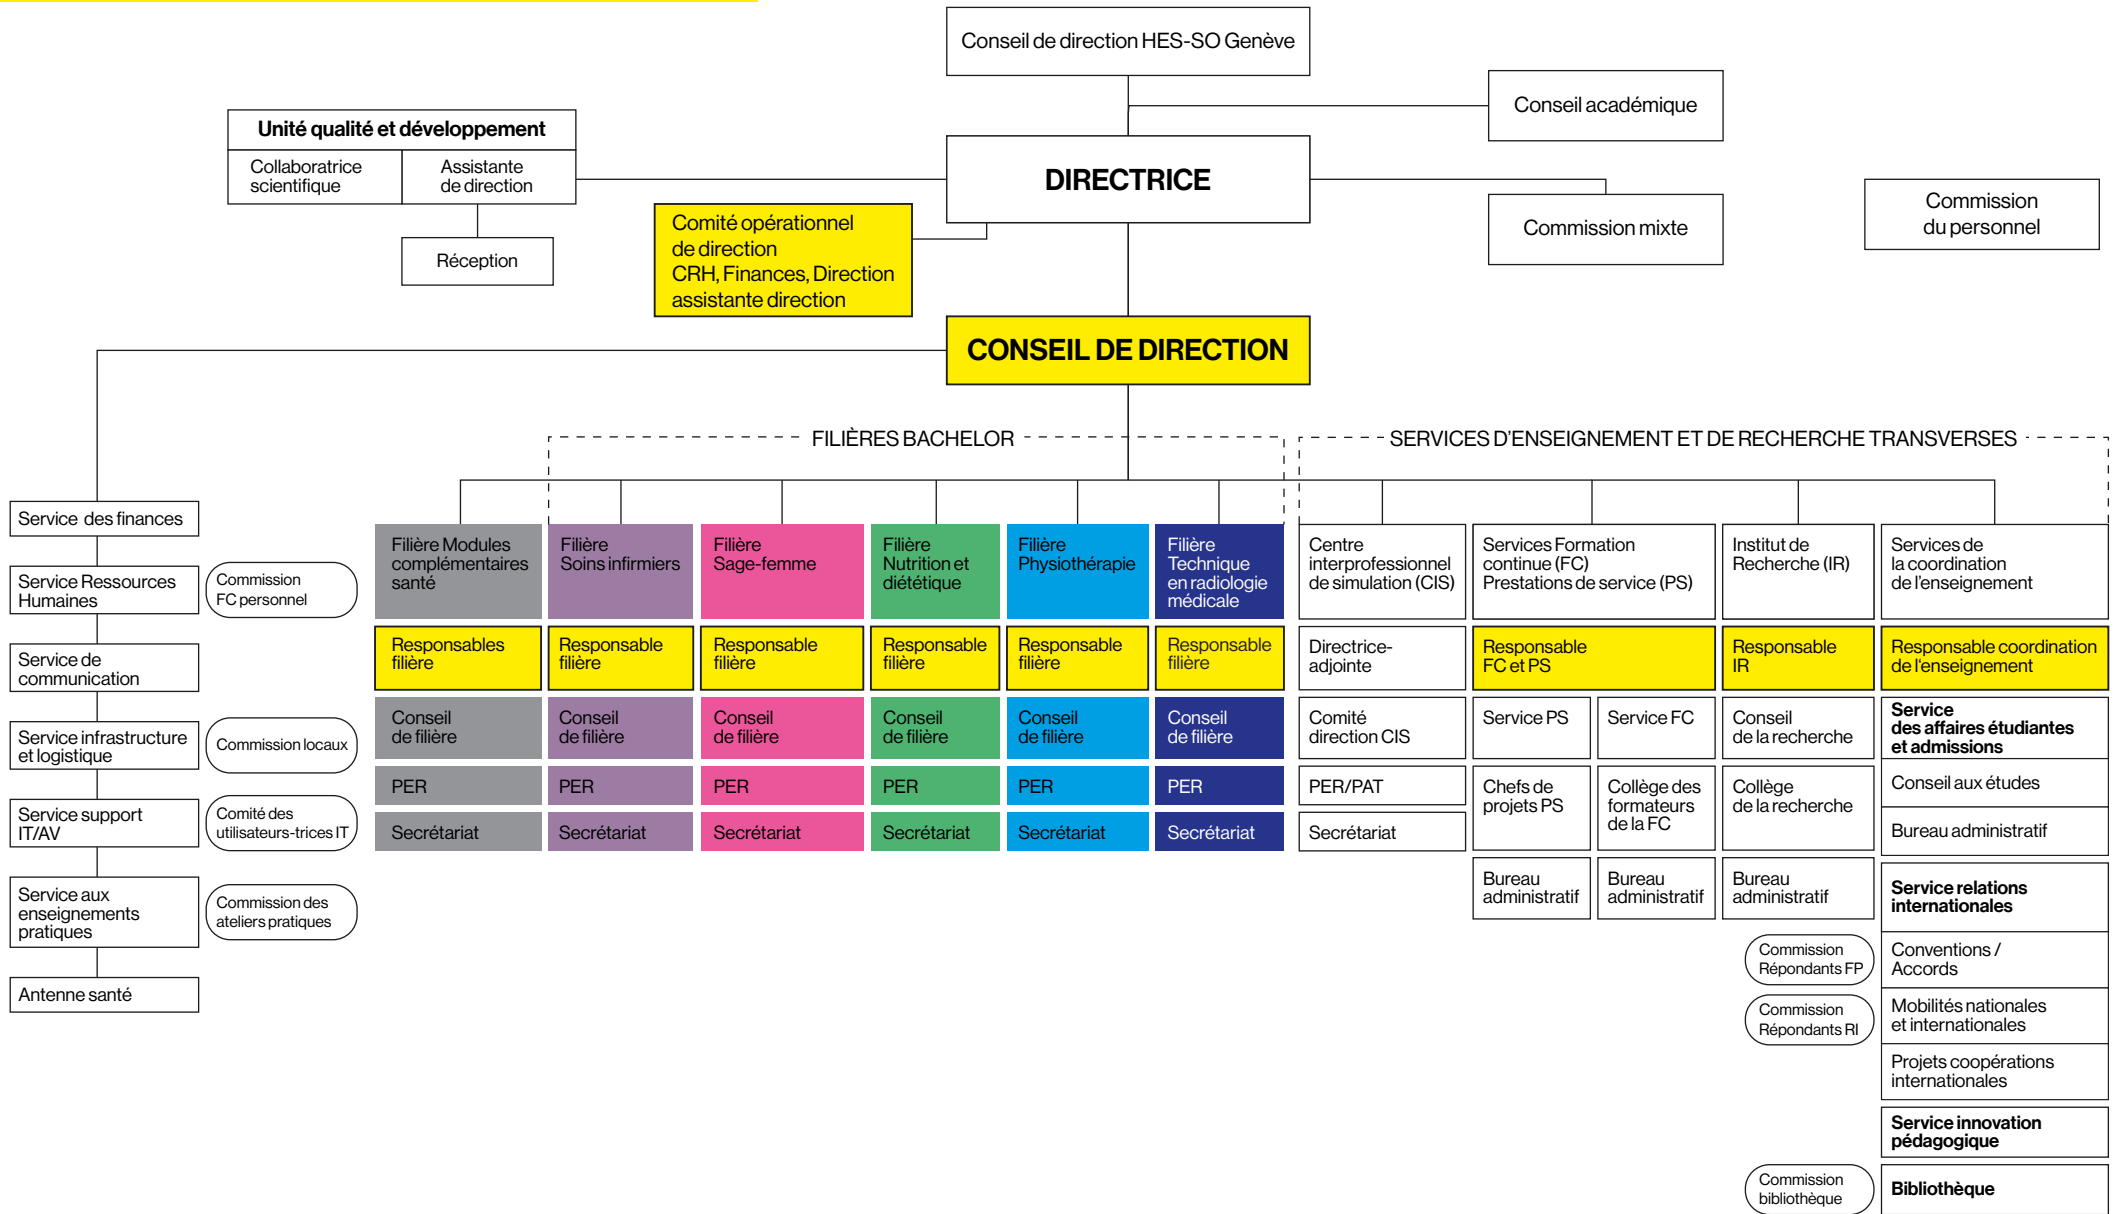 Conseil de direction HES-SO Genève
Conseil académique
Unité qualité et développement
Collaboratrice
scientifique
Assistante
de direction
DIRECTRICE
Réception
Comité opérationnel
de direction
CRH, Finances, Direction
assistante direction
Commission mixte
Commission
du personnel
CONSEIL DE DIRECTION
FILIÈRES BACHELOR
SERVICES D'ENSEIGNEMENT ET DE RECHERCHE TRANSVERSES
Service des finances
Service Ressources
Humaines
Commission
FC personnel
Service de
communication
Service infrastructure
et logistique
Commission locaux
Service support
IT/AV
Comité des
utilisateurs-trices IT
Service aux
enseignements
pratiques
Commission des
ateliers pratiques
Antenne santé
Filière Modules
complémentaires
santé
Responsables
filière
Conseil
de filière
PER
Secrétariat
Filière
Soins infirmiers
Responsable
filière
Conseil
de filière
PER
Secrétariat
Filière
Sage-femme
Responsable
filière
Conseil
de filière
PER
Secrétariat
Filière
Nutrition et
diététique
Responsable
filière
Conseil
de filière
PER
Secrétariat
Filière
Physiothérapie
Responsable
filière
Conseil
de filière
PER
Secrétariat
Filière
Technique
en radiologie
médicale
Responsable
filière
Conseil
de filière
PER
Secrétariat
Centre
interprofessionnel
de simulation (CIS)
Directrice-
adjointe
Comité
direction CIS
PER/PAT
Secrétariat
Services Formation
continue (FC)
Prestations de service (PS)
Responsable
FC et PS
Service PS
Chefs de
projets PS
Bureau
administratif
Service FC
Collège des
formateurs
de la FC
Bureau
administratif
Institut de
Recherche (IR)
Responsable
IR
Conseil
de la recherche
Collège
de la recherche
Bureau
administratif
Services de
la coordination
de l'enseignement
Responsable coordination
de l'enseignement
Service
des affaires étudiantes
et admissions
Conseil aux études
Bureau administratif
Service relations
internationales
Commission
Répondants FP
Conventions /
Accords
Commission
Répondants RI
Mobilités nationales
et internationales
Projets coopérations
internationales
Service innovation
pédagogique
Commission
bibliothèque
Bibliothèque